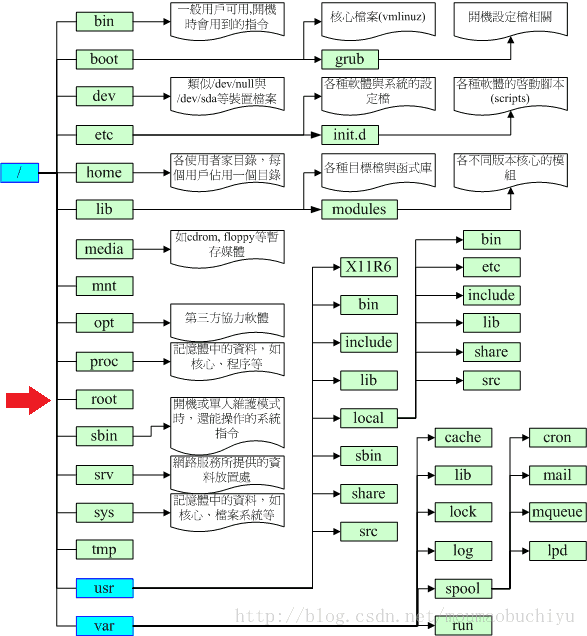 /
bin
一般用戶可用,開機
時會用到的指令
boot
核心檔案(vmlinuz)
grub
開機設定檔相關
dev
類似/dev/null與
/dev/sda等裝置檔案
etc
各種軟體與系統的設
定檔
init.d
各種軟體的啓動腳本
(scripts)
home
各使用者家目錄，每
個用戶佔用一個目錄
lib
各種目標檔與函式庫
modules
各不同版本核心的模
組
media
如cdrom, floppy等暫
存媒體
mnt
opt
第三方協力軟體
proc
記憶體中的資料，如
核心、程序等
root
sbin
開機或單人維護模式
時，還能操作的系統
指令
srv
網路服務所提供的資
料放置處
sys
記憶體中的資料，如
核心、檔案系統等
tmp
usr
X11R6
bin
include
lib
local
bin
etc
include
lib
share
src
sbin
share
src
var
cache
lib
lock
log
spool
cron
mail
mqueue
lpd
run
http://blog.csdn.net/moumaobuchiyu